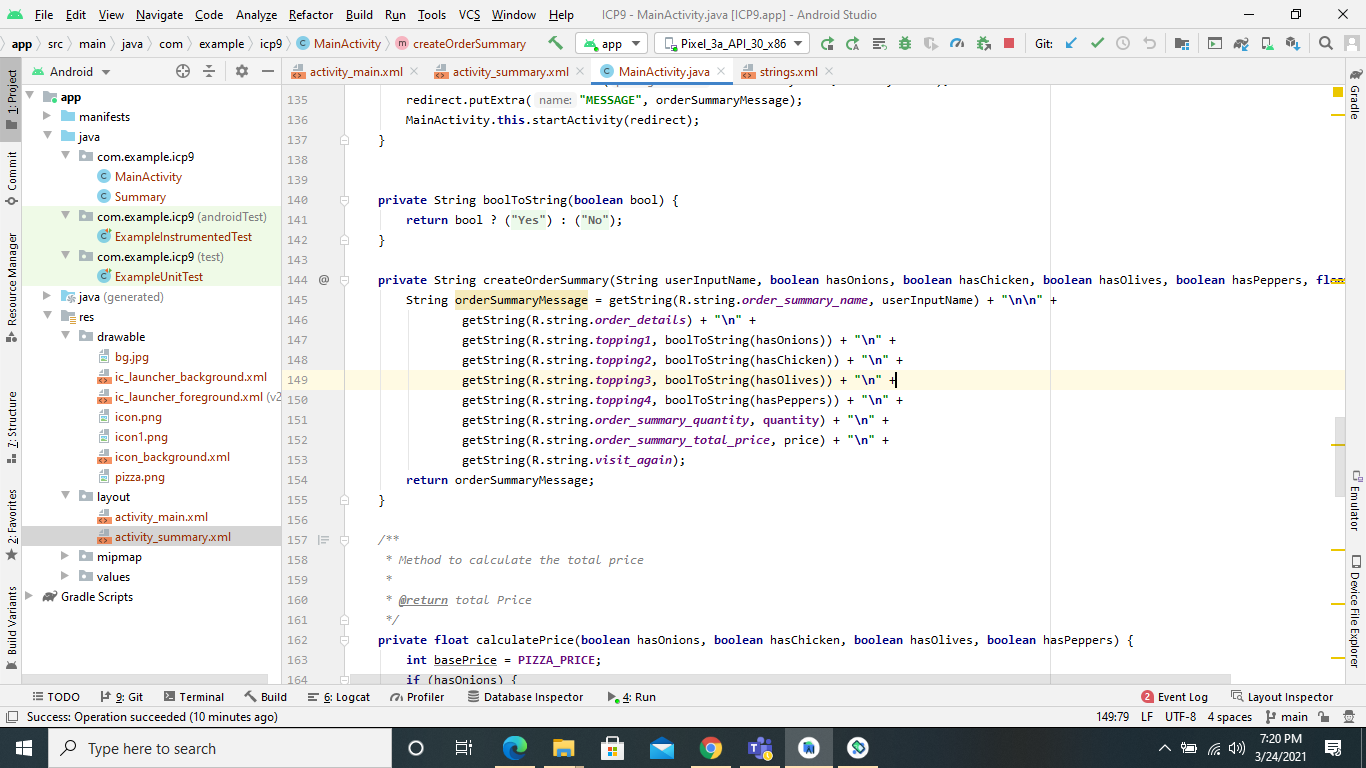 File Edit View Navigate Code Analyze Refactor Build Run Tools VCS Window Help ICP9 - MainActivity.java [ICP9.app] - Android Studio
app src main java com example icp9 MainActivity createOrderSummary app Pixel_3a_API_30_x86 Git:
Android activity_main.xml activity_summary.xml MainActivity.java strings.xml
1: Project
Commit
Resource Manager
7: Structure
2: Favorites
Build Variants
app
manifests
java
com.example.icp9
MainActivity
Summary
com.example.icp9 (androidTest)
ExampleInstrumentedTest
com.example.icp9 (test)
ExampleUnitTest
java (generated)
res
drawable
bg.jpg
ic_launcher_background.xml
ic_launcher_foreground.xml (v2
icon.png
icon1.png
icon_background.xml
pizza.png
layout
activity_main.xml
activity_summary.xml
mipmap
values
Gradle Scripts
135 redirect.putExtra( name: "MESSAGE", orderSummaryMessage);
136 MainActivity.this.startActivity(redirect);
137 }
138
139
140 private String boolToString(boolean bool) {
141 return bool ? ("Yes") : ("No");
142 }
143
144 @ private String createOrderSummary(String userInputName, boolean hasOnions, boolean hasChicken, boolean hasOlives, boolean hasPeppers, floa
145 String orderSummaryMessage = getString(R.string.order_summary_name, userInputName) + "\n\n" +
146 getString(R.string.order_details) + "\n" +
147 getString(R.string.topping1, boolToString(hasOnions)) + "\n" +
148 getString(R.string.topping2, boolToString(hasChicken)) + "\n" +
149 getString(R.string.topping3, boolToString(hasOlives)) + "\n" +
150 getString(R.string.topping4, boolToString(hasPeppers)) + "\n" +
151 getString(R.string.order_summary_quantity, quantity) + "\n" +
152 getString(R.string.order_summary_total_price, price) + "\n" +
153 getString(R.string.visit_again);
154 return orderSummaryMessage;
155 }
156
157 /**
158 * Method to calculate the total price
159 *
160 * @return total Price
161 */
162 private float calculatePrice(boolean hasOnions, boolean hasChicken, boolean hasOlives, boolean hasPeppers) {
163 int basePrice = PIZZA_PRICE;
164 if (hasOnions) {
Gradle
Emulator
Device File Explorer
TODO 9: Git Terminal Build 6: Logcat Profiler Database Inspector 4: Run 2 Event Log Layout Inspector
Success: Operation succeeded (10 minutes ago) 149:79 LF UTF-8 4 spaces main
Type here to search
7:20 PM
3/24/2021